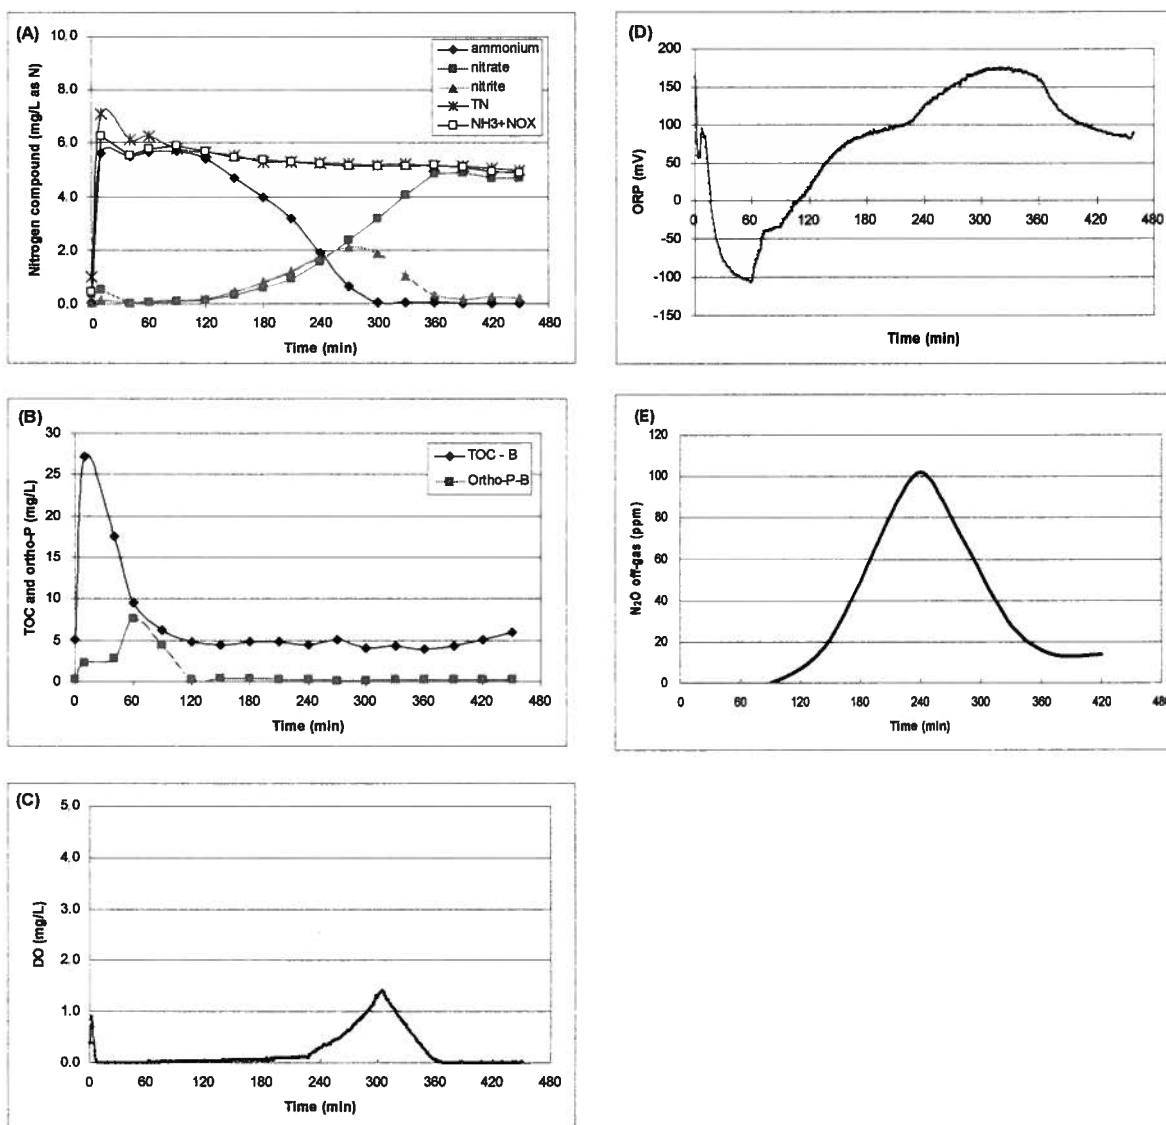 (A)
10.0
8.0
6.0
4.0
2.0
0.0
Nitrogen compound (mg/L as N)
ammonium
nitrate
nitrite
TN
NH3+NOX
0 60 120 180 240 300 360 420 480
Time (min)
(D)
200
150
100
50
0
-50
-100
-150
ORP (mV)
0 60 120 180 240 300 360 420 480
Time (min)
(B)
30
25
20
15
10
5
0
TOC and ortho-P (mg/L)
TOC - B
Ortho-P-B
0 60 120 180 240 300 360 420 480
Time (min)
(E)
120
100
80
60
40
20
0
N₂O off-gas (ppm)
0 60 120 180 240 300 360 420 480
Time (min)
(C)
5.0
4.0
3.0
2.0
1.0
0.0
DO (mg/L)
0 60 120 180 240 300 360 420 480
Time (min)